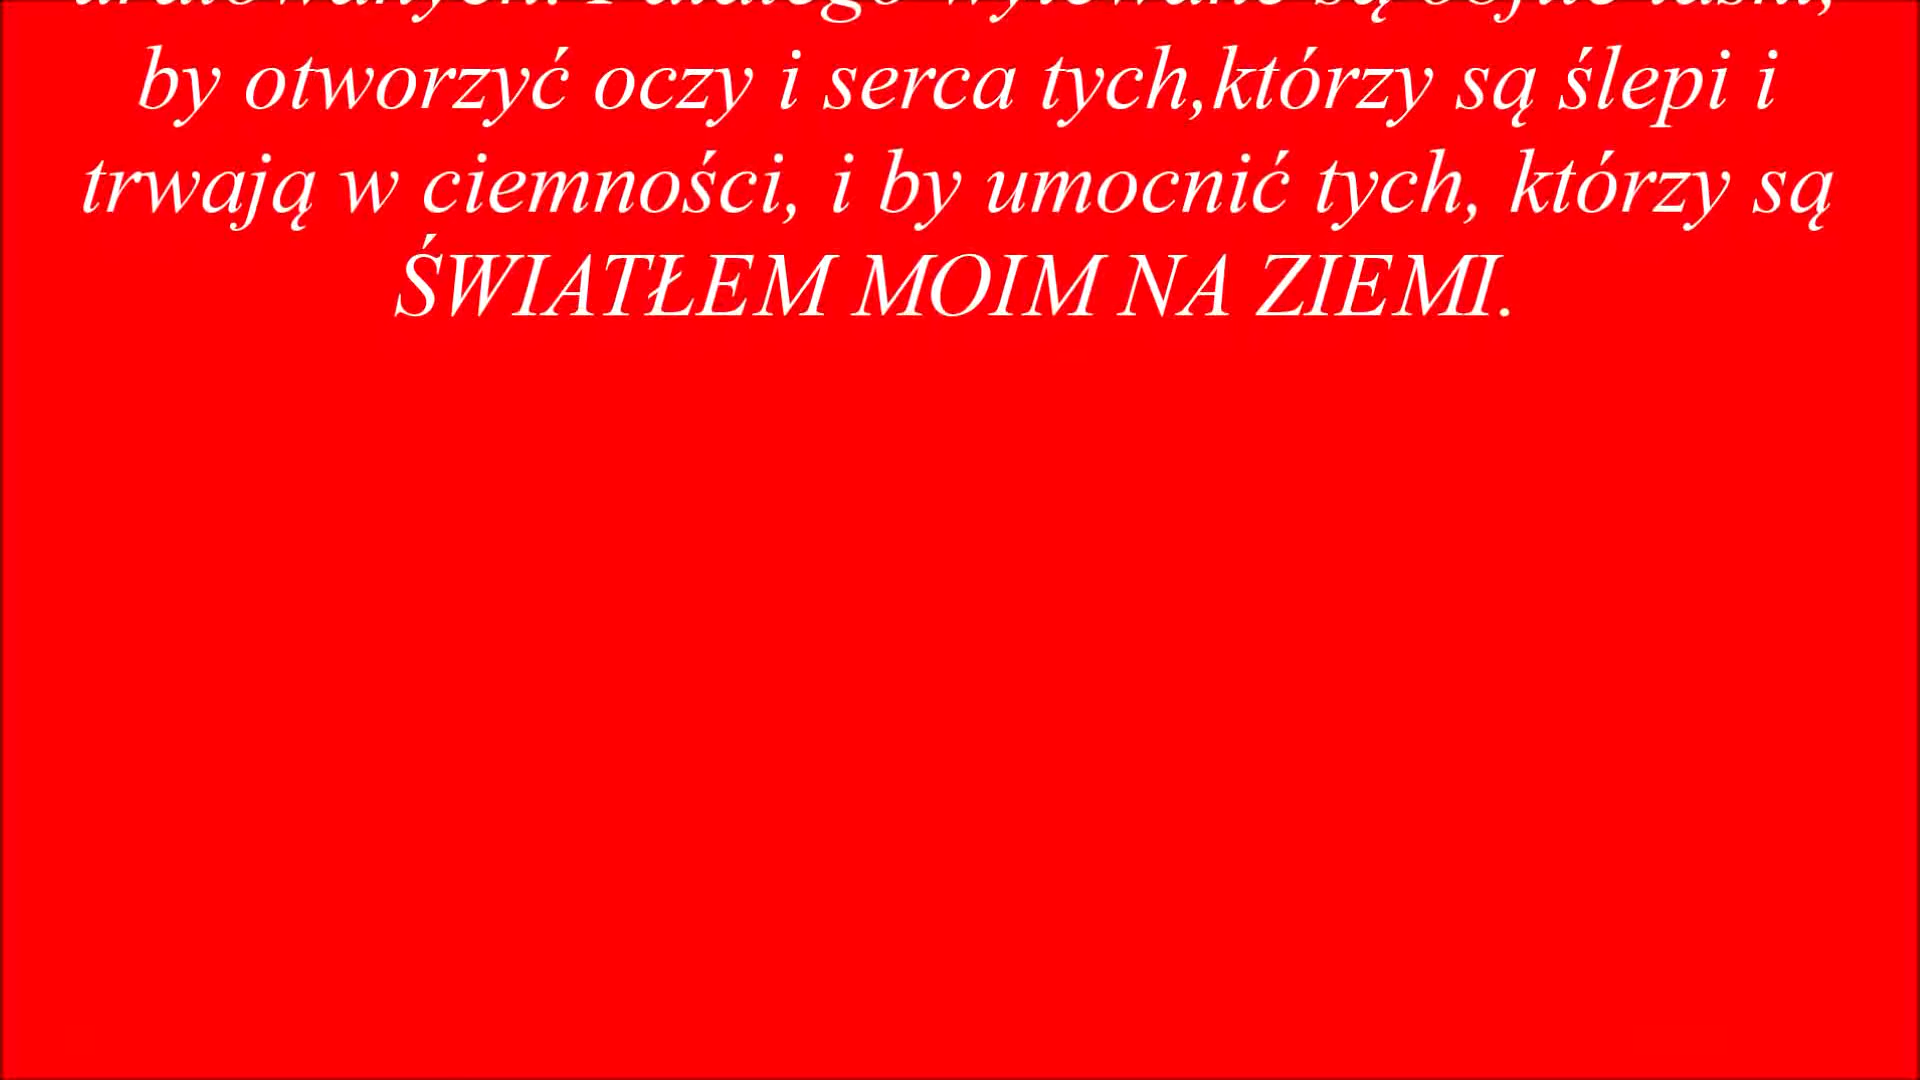 by otworzyć oczy i serca tych,którzy są ślepi i
trwają w ciemności, i by umocnić tych, którzy są
ŚWIATŁEM MOIM NA ZIEMI.